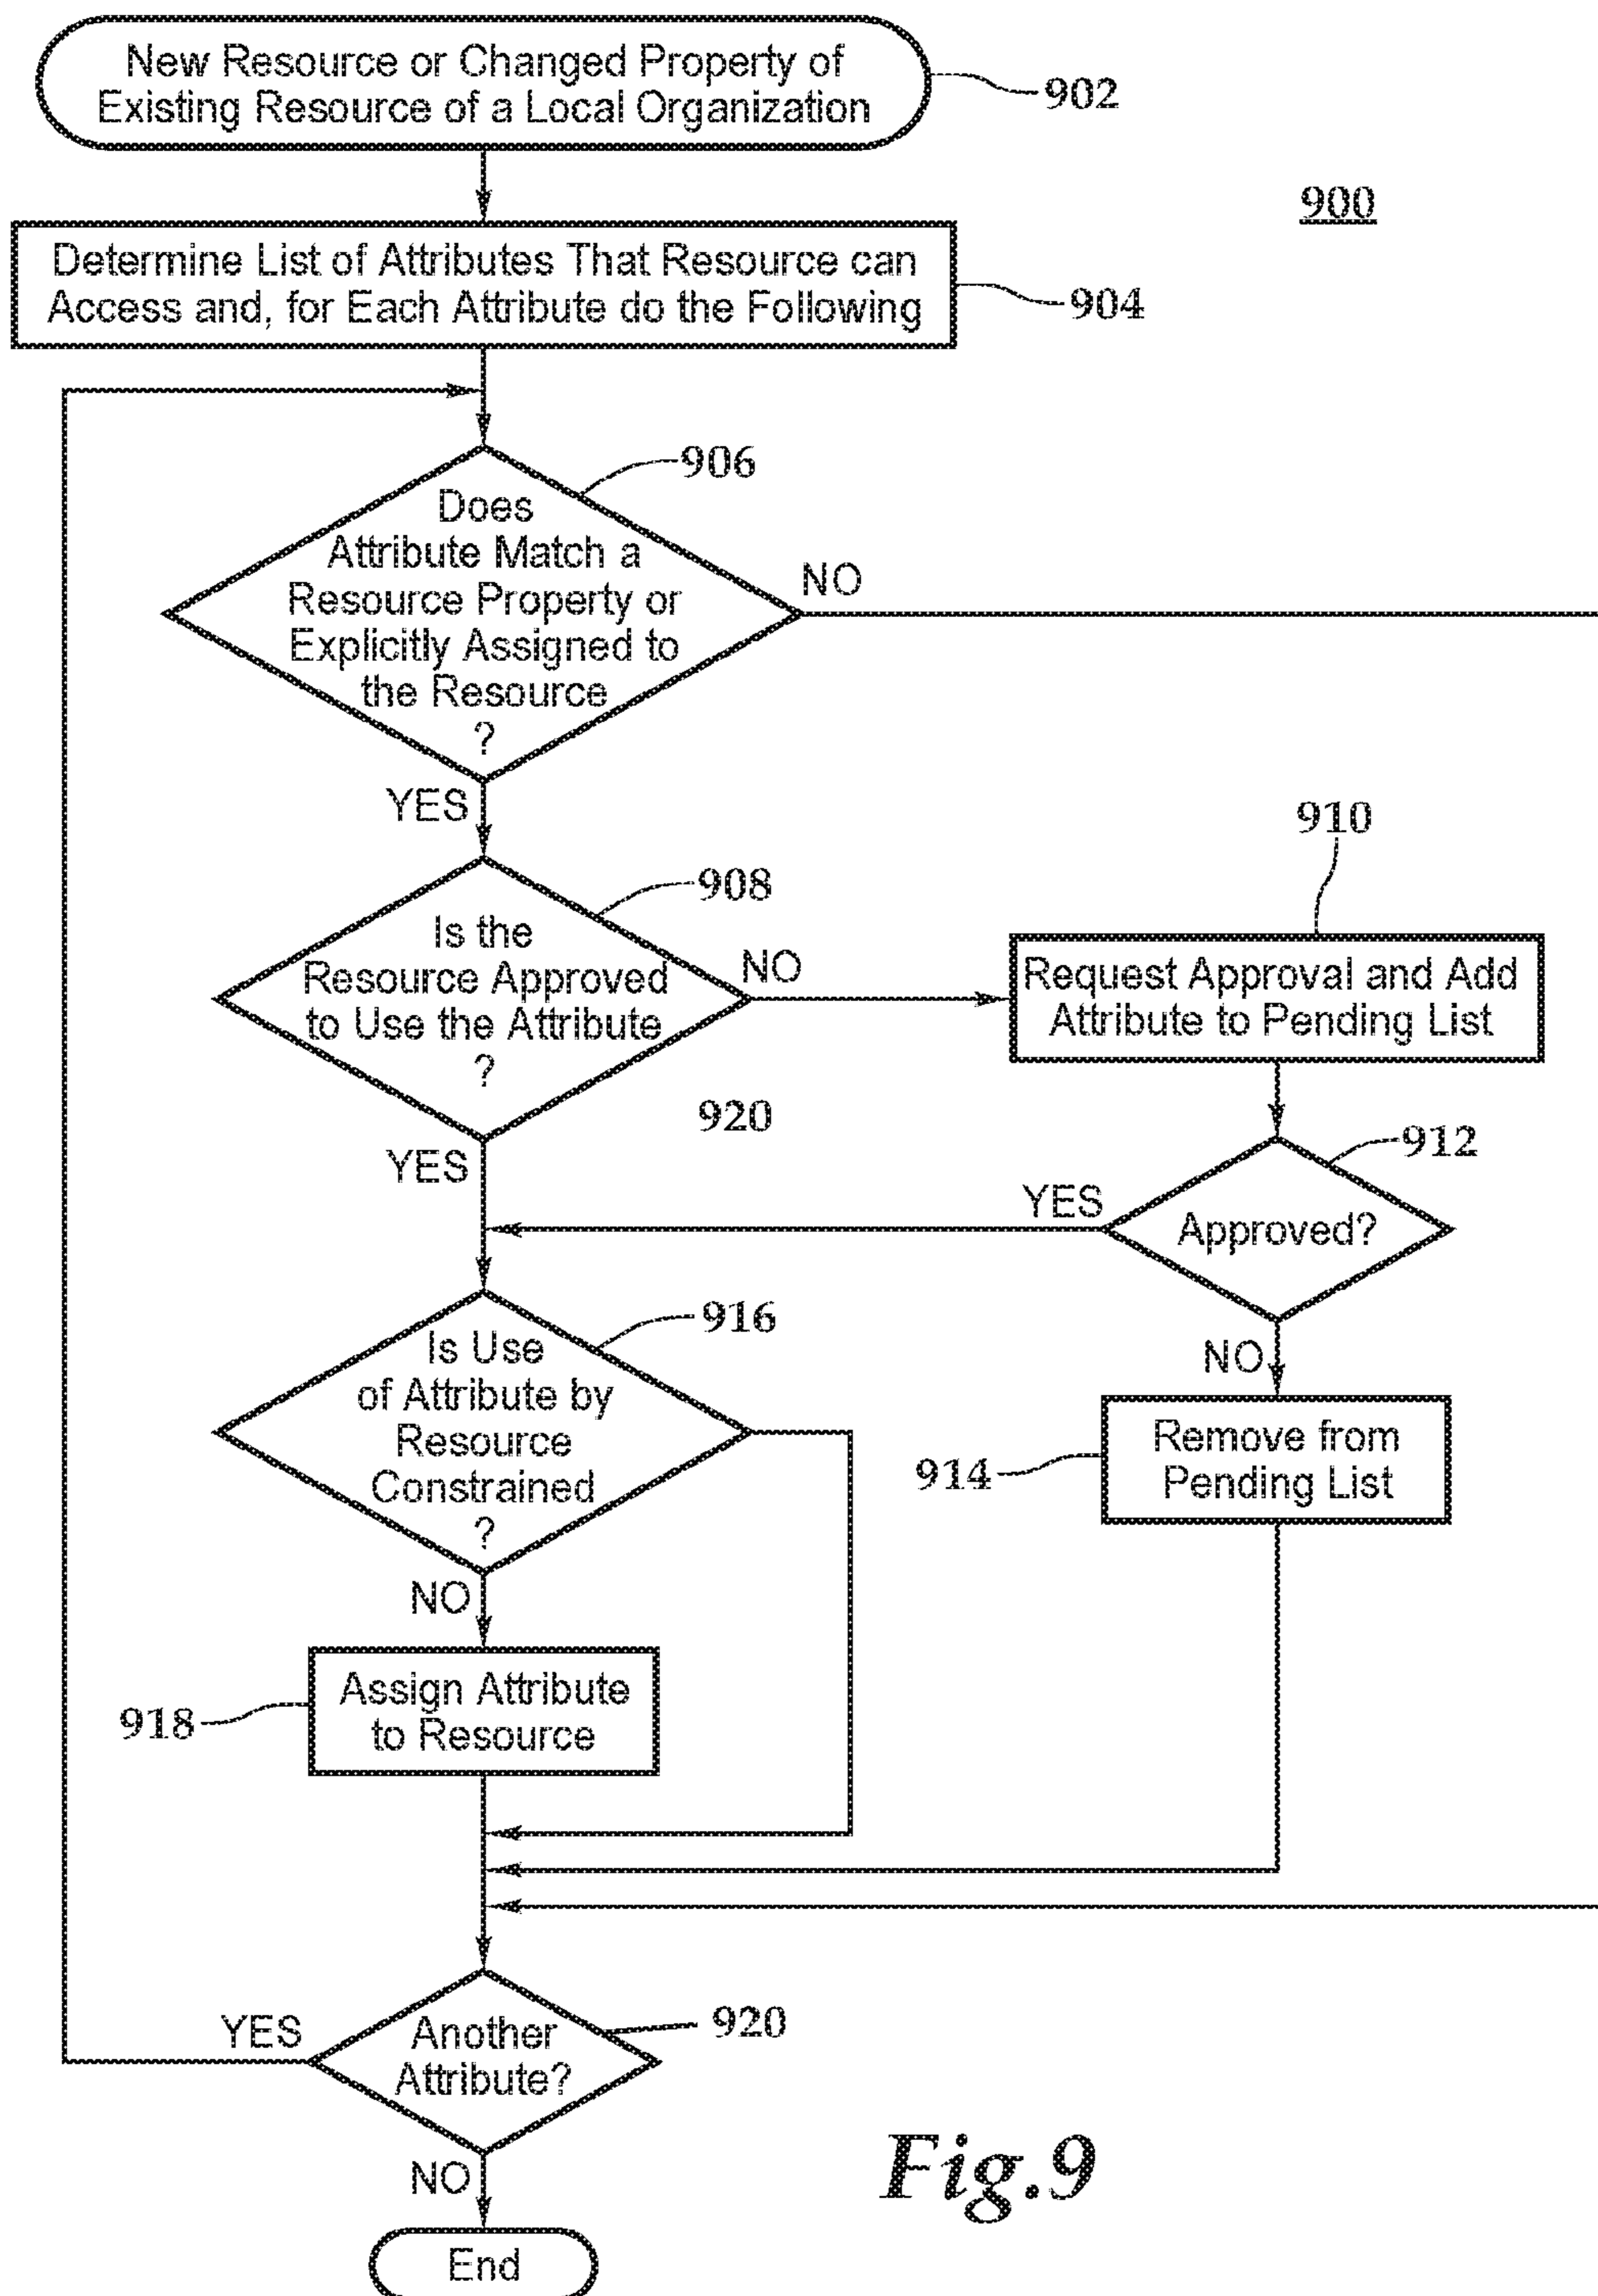 New Resource or Changed Property of
Existing Resource of a Local Organization
902
900
Determine List of Attributes That Resource can
Access and, for Each Attribute do the Following
904
906
Does
Attribute Match a
Resource Property or
Explicitly Assigned to
the Resource
?
NO
YES
908
Is the
Resource Approved
to Use the Attribute
?
NO
YES
920
910
Request Approval and Add
Attribute to Pending List
912
Approved?
YES
NO
914
Remove from
Pending List
916
Is Use
of Attribute by
Resource
Constrained
?
NO
918
Assign Attribute
to Resource
920
Another
Attribute?
YES
NO
End
Fig.9